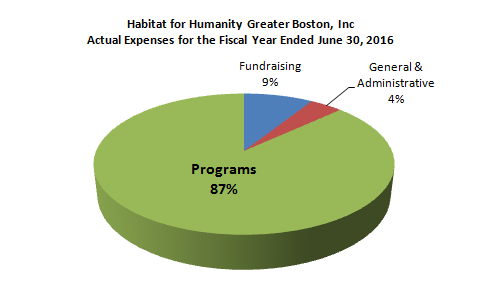 Habitat for Humanity Greater Boston, Inc
Actual Expenses for the Fiscal Year Ended June 30, 2016
Fundraising
9%
General &
Administrative
4%
Programs
87%